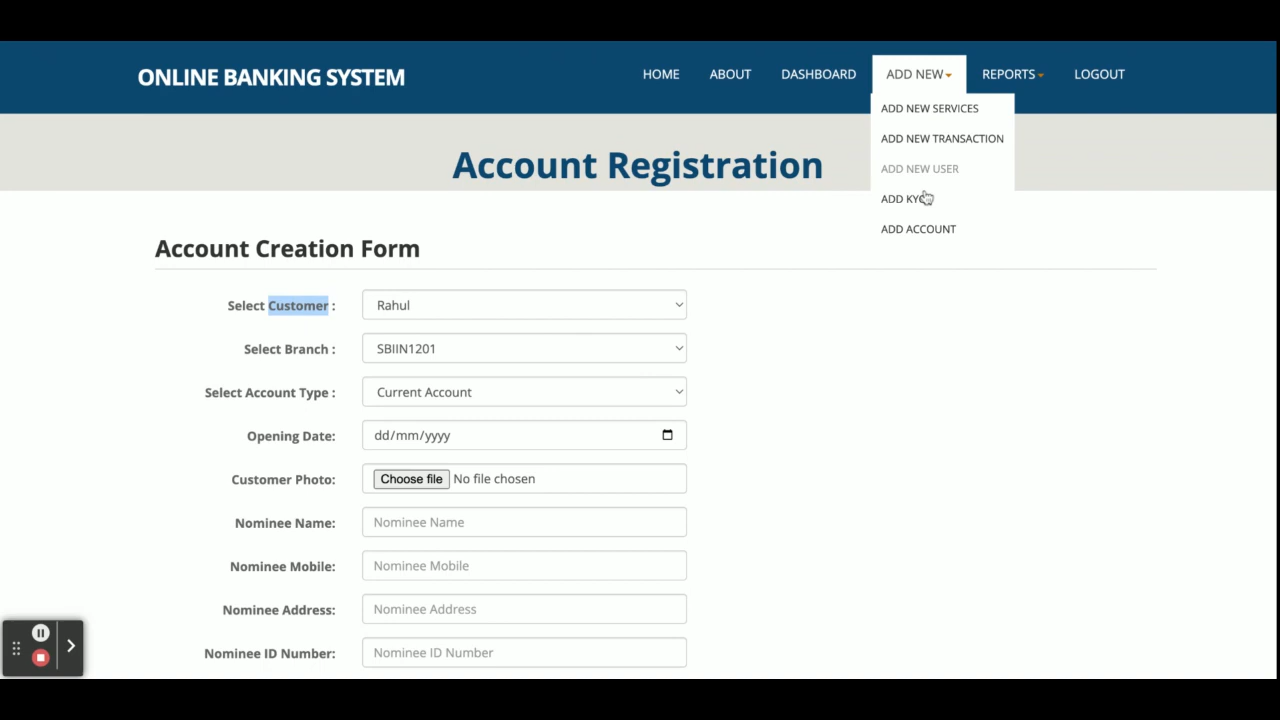 ONLINE BANKING SYSTEM
HOME ABOUT DASHBOARD ADD NEW REPORTS LOGOUT
ADD NEW SERVICES
ADD NEW TRANSACTION
ADD NEW USER
ADD KYC
ADD ACCOUNT
Account Registration
Account Creation Form
Select Customer : Rahul
Select Branch : SBIIN1201
Select Account Type : Current Account
Opening Date: dd/mm/yyyy
Customer Photo: Choose file No file chosen
Nominee Name: Nominee Name
Nominee Mobile: Nominee Mobile
Nominee Address: Nominee Address
Nominee ID Number: Nominee ID Number